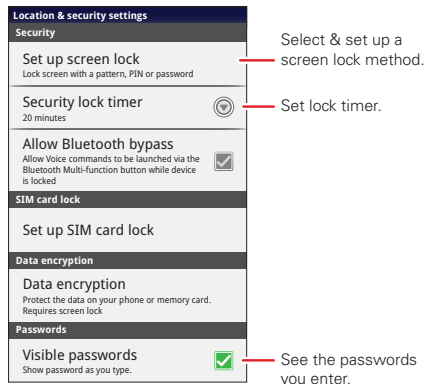 Location & security settings
Security
Set up screen lock
Lock screen with a pattern, PIN or password
Security lock timer
20 minutes
Allow Bluetooth bypass
Allow Voice commands to be launched via the
Bluetooth Multi-function button while device
is locked
SIM card lock
Set up SIM card lock
Data encryption
Data encryption
Protect the data on your phone or memory card.
Requires screen lock
Passwords
Visible passwords
Show password as you type.
Select & set up a
screen lock method.
Set lock timer.
See the passwords
you enter.